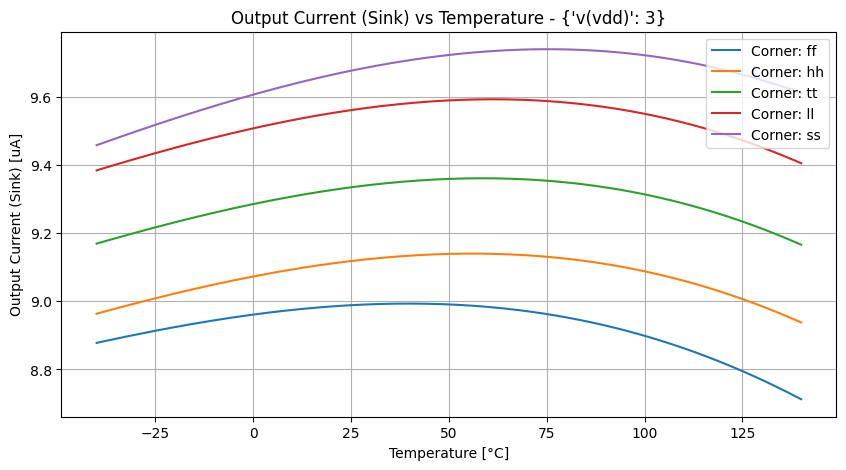 Output Current (Sink) vs Temperature - {'v(vdd)': 3}
Output Current (Sink) [uA]
9.6
9.4
9.2
9.0
8.8
Corner: ff
Corner: hh
Corner: tt
Corner: ll
Corner: ss
−25
0
25
50
75
100
125
Temperature [°C]